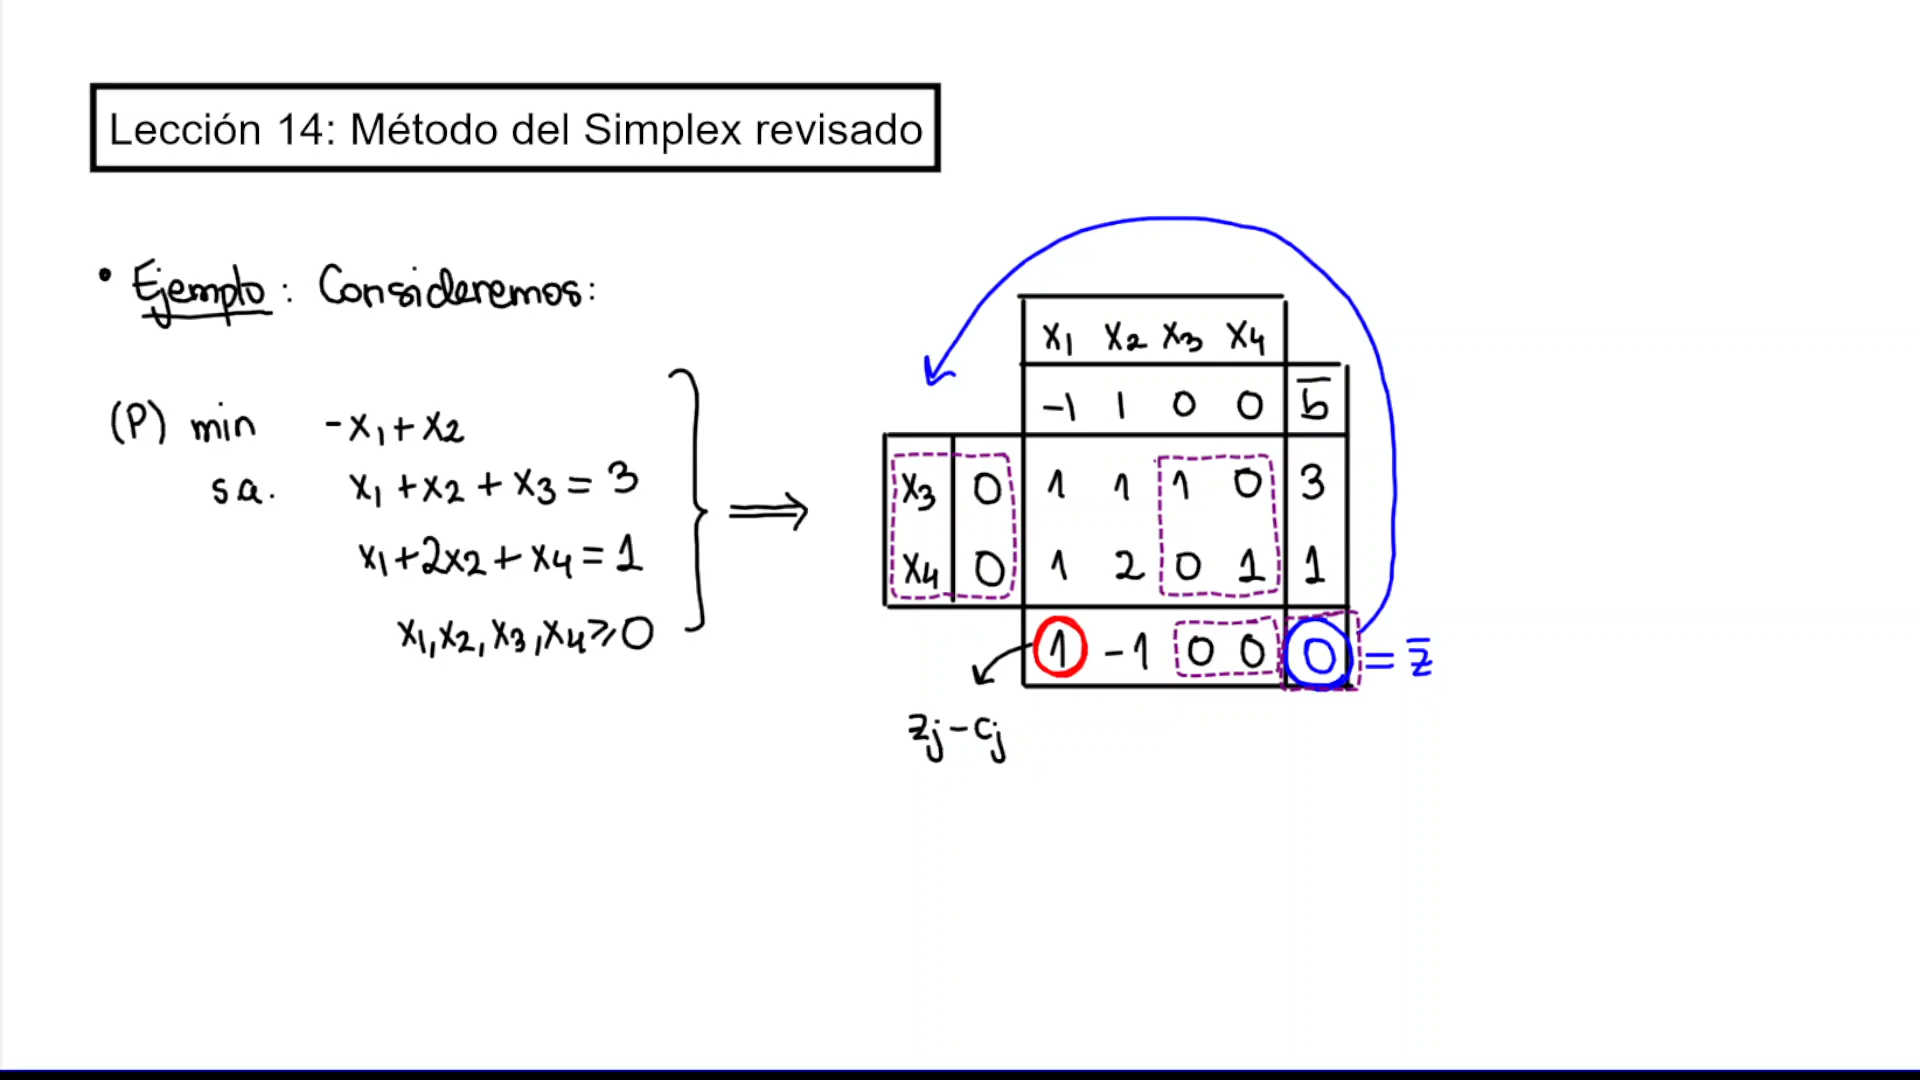 Lección 14: Método del Simplex revisado
• Ejemplo: Consideremos:
(P) min -x₁+x₂
s.a. x₁+x₂+x₃=3
x₁+2x₂+x₄=1
x₁,x₂,x₃,x₄⩾0
⟹
x₁ x₂ x₃ x₄
-1 1 0 0 b̅
x₃ 0 1 1 1 0 3
x₄ 0 1 2 0 1 1
1 -1 0 0 0 = z̅
zⱼ-cⱼ